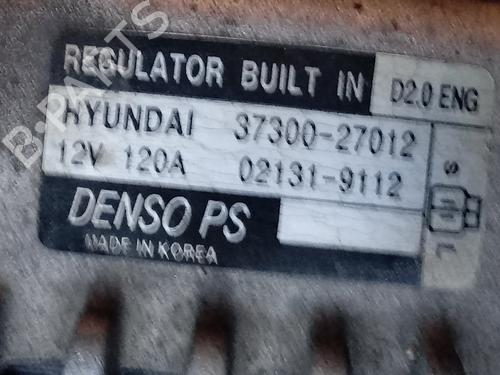 REGULATOR BUILT IN D2.0 ENG
HYUNDAI 37300-27012
12V 120A 02131-9112
S
L
DENSO PS
MADE IN KOREA
B-PARTS